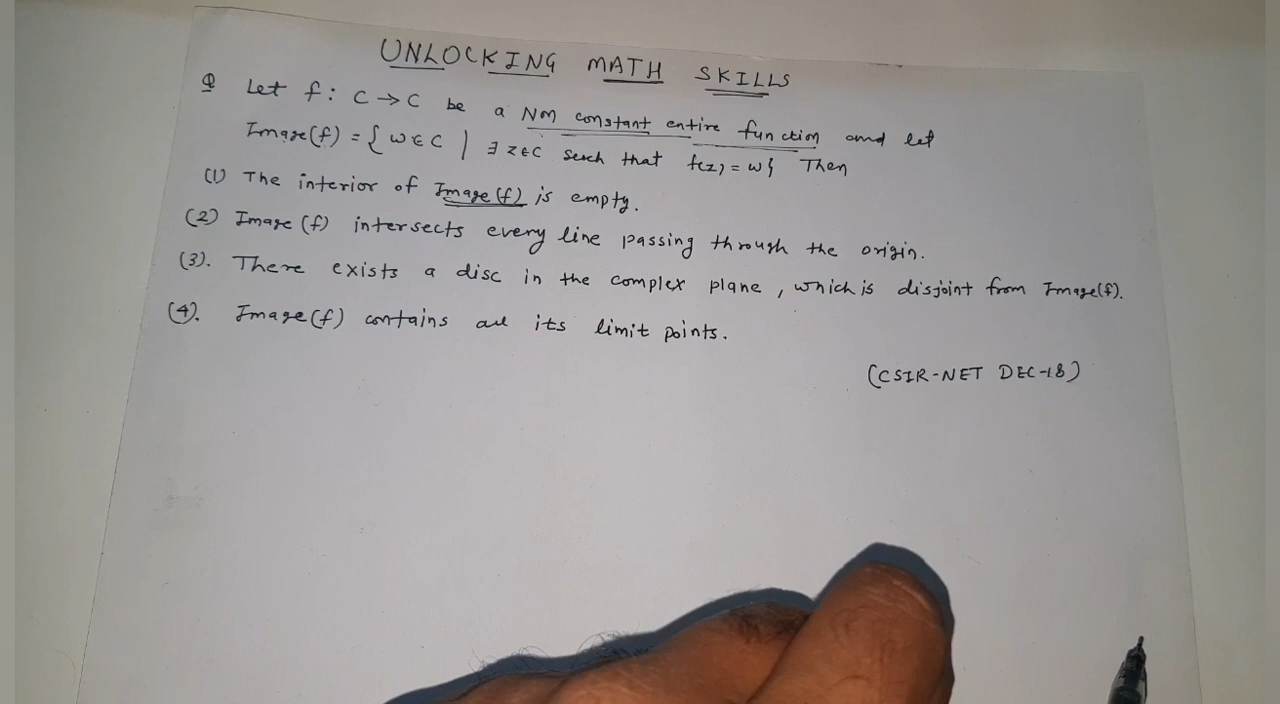 UNLOCKING MATH SKILLS
Q Let f: C → C be a Non constant entire function and let
Image(f) = { w ∈ C | ∃ z ∈ C such that f(z) = w} Then
(1) The interior of Image(f) is empty.
(2) Image(f) intersects every line passing through the origin.
(3). There exists a disc in the complex plane, which is disjoint from Image(f).
(4). Image(f) contains all its limit points.
(CSIR-NET DEC-18)